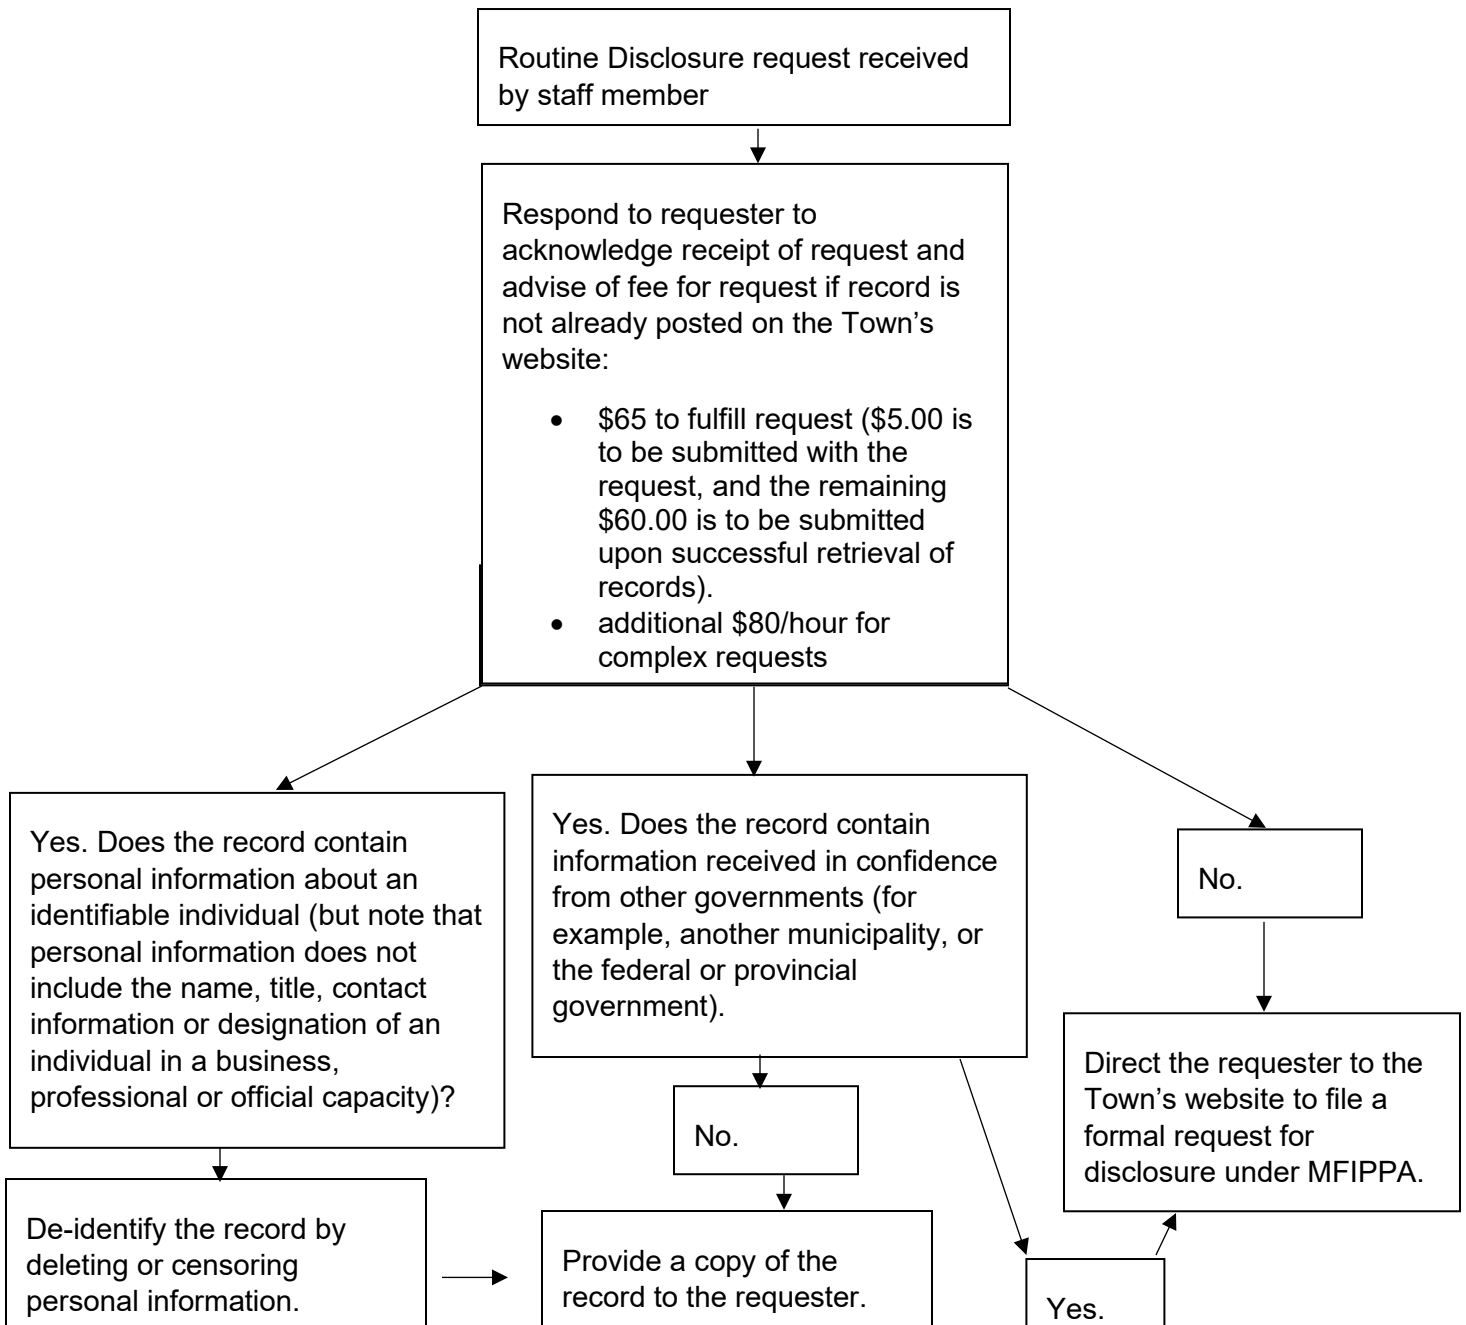 Routine Disclosure request received
by staff member
Respond to requester to
acknowledge receipt of request and
advise of fee for request if record is
not already posted on the Town’s
website:
• $65 to fulfill request ($5.00 is
to be submitted with the
request, and the remaining
$60.00 is to be submitted
upon successful retrieval of
records).
• additional $80/hour for
complex requests
Yes. Does the record contain
personal information about an
identifiable individual (but note that
personal information does not
include the name, title, contact
information or designation of an
individual in a business,
professional or official capacity)?
Yes. Does the record contain
information received in confidence
from other governments (for
example, another municipality, or
the federal or provincial
government).
No.
No.
Direct the requester to the
Town’s website to file a
formal request for
disclosure under MFIPPA.
De-identify the record by
deleting or censoring
personal information.
Provide a copy of the
record to the requester.
Yes.